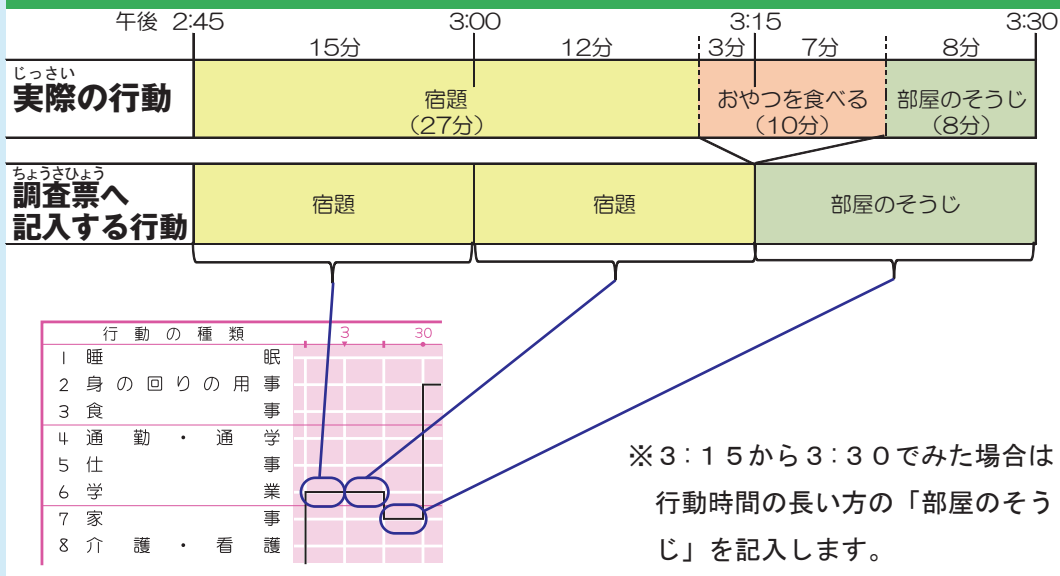 午後 2:45 3:00 3:15 3:30
15分 12分 3分 7分 8分
じっさい
実際の行動
宿題
（27分）
おやつを食べる
（10分）
部屋のそうじ
（8分）
ちょうさひょう
調査票へ
記入する行動
宿題 宿題 部屋のそうじ
行動の種類 3 30
1 睡眠
2 身の回りの用事
3 食事
4 通勤・通学
5 仕事
6 学業
7 家事
8 介護・看護
※３：１５から３：３０でみた場合は
行動時間の長い方の「部屋のそう
じ」を記入します。